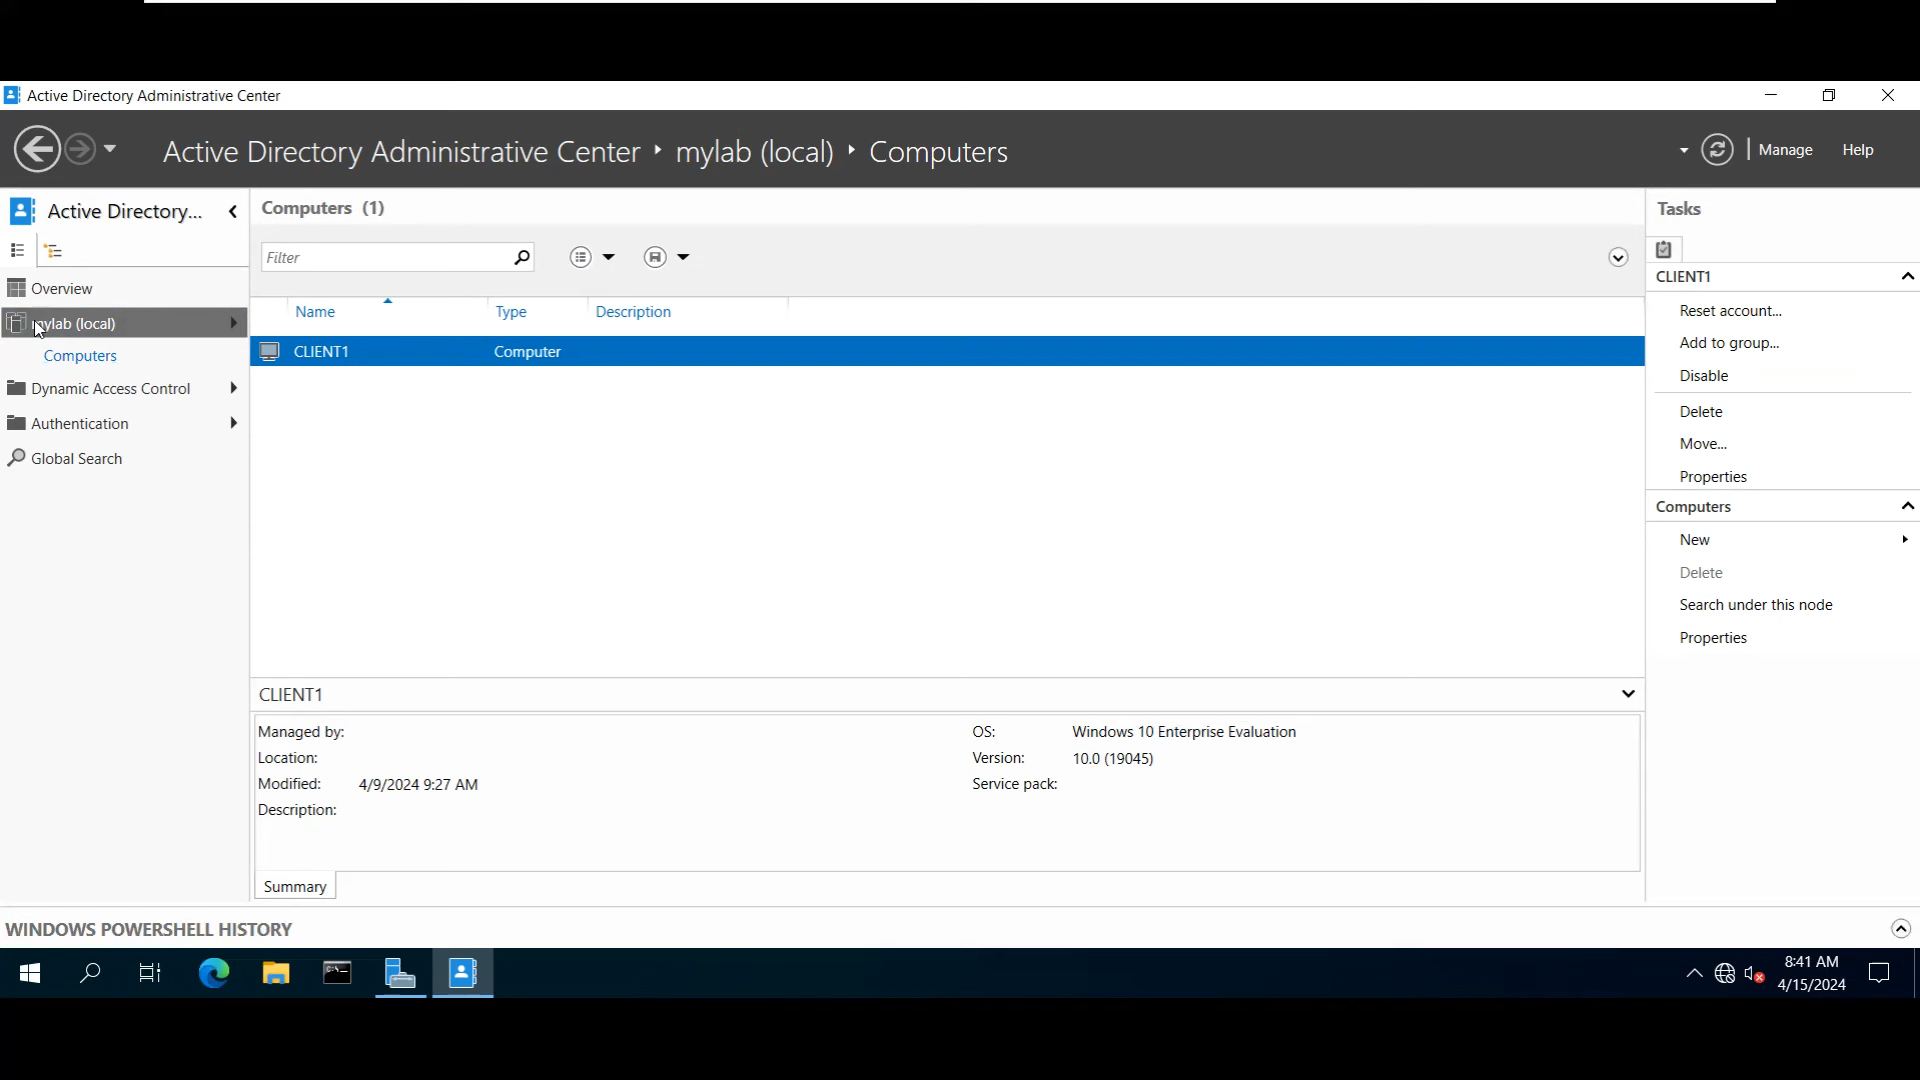 Active Directory Administrative Center
Active Directory Administrative Center ‣ mylab (local) ‣ Computers
Manage
Help
Active Directory...
Overview
mylab (local)
Computers
Dynamic Access Control
Authentication
Global Search
Computers (1)
Filter
Name Type Description
CLIENT1 Computer
CLIENT1
Managed by:
Location:
Modified: 4/9/2024 9:27 AM
Description:
OS: Windows 10 Enterprise Evaluation
Version: 10.0 (19045)
Service pack:
Summary
Tasks
CLIENT1
Reset account...
Add to group...
Disable
Delete
Move...
Properties
Computers
New
Delete
Search under this node
Properties
WINDOWS POWERSHELL HISTORY
8:41 AM
4/15/2024